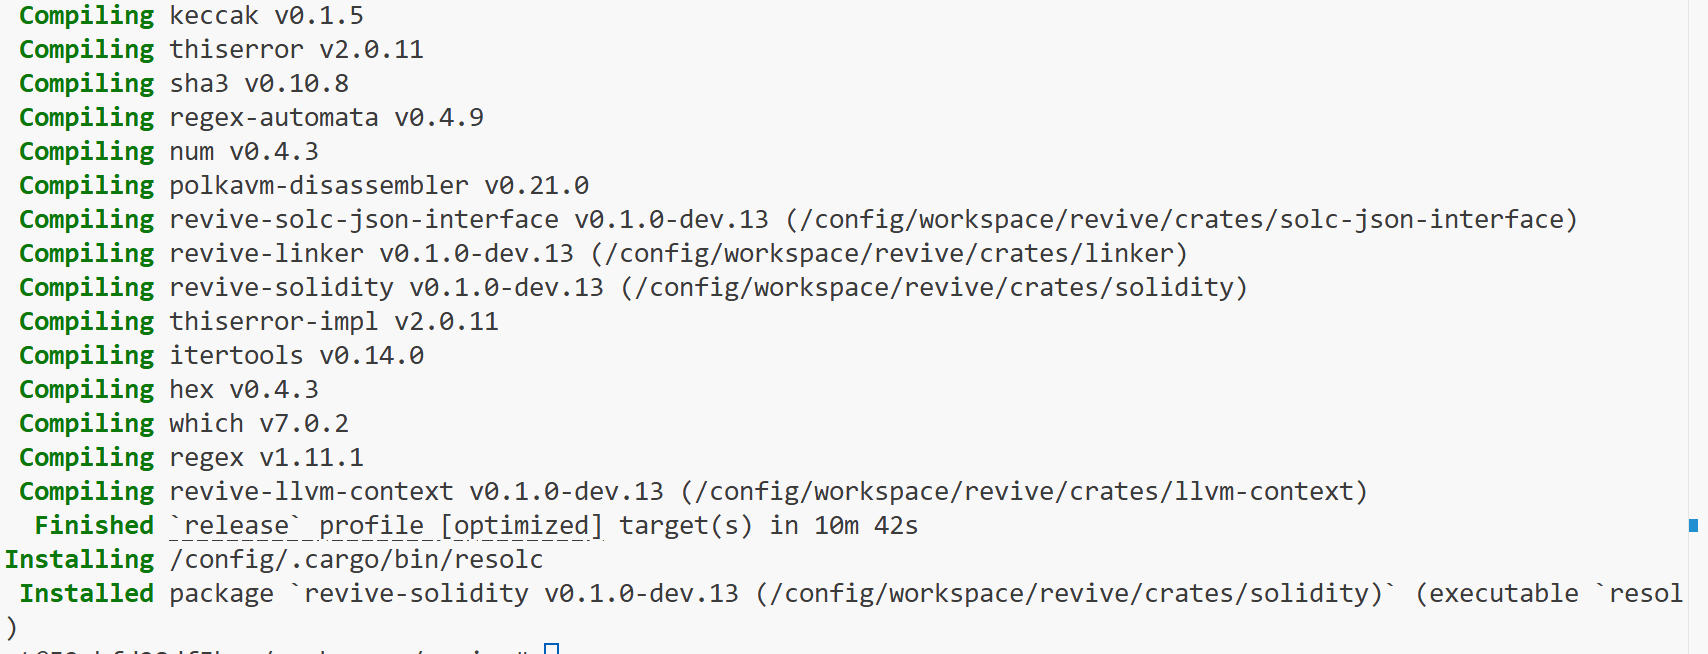 Compiling keccak v0.1.5
Compiling thiserror v2.0.11
Compiling sha3 v0.10.8
Compiling regex-automata v0.4.9
Compiling num v0.4.3
Compiling polkavm-disassembler v0.21.0
Compiling revive-solc-json-interface v0.1.0-dev.13 (/config/workspace/revive/crates/solc-json-interface)
Compiling revive-linker v0.1.0-dev.13 (/config/workspace/revive/crates/linker)
Compiling revive-solidity v0.1.0-dev.13 (/config/workspace/revive/crates/solidity)
Compiling thiserror-impl v2.0.11
Compiling itertools v0.14.0
Compiling hex v0.4.3
Compiling which v7.0.2
Compiling regex v1.11.1
Compiling revive-llvm-context v0.1.0-dev.13 (/config/workspace/revive/crates/llvm-context)
Finished `release` profile [optimized] target(s) in 10m 42s
Installing /config/.cargo/bin/resolc
Installed package `revive-solidity v0.1.0-dev.13 (/config/workspace/revive/crates/solidity)` (executable `resol
)